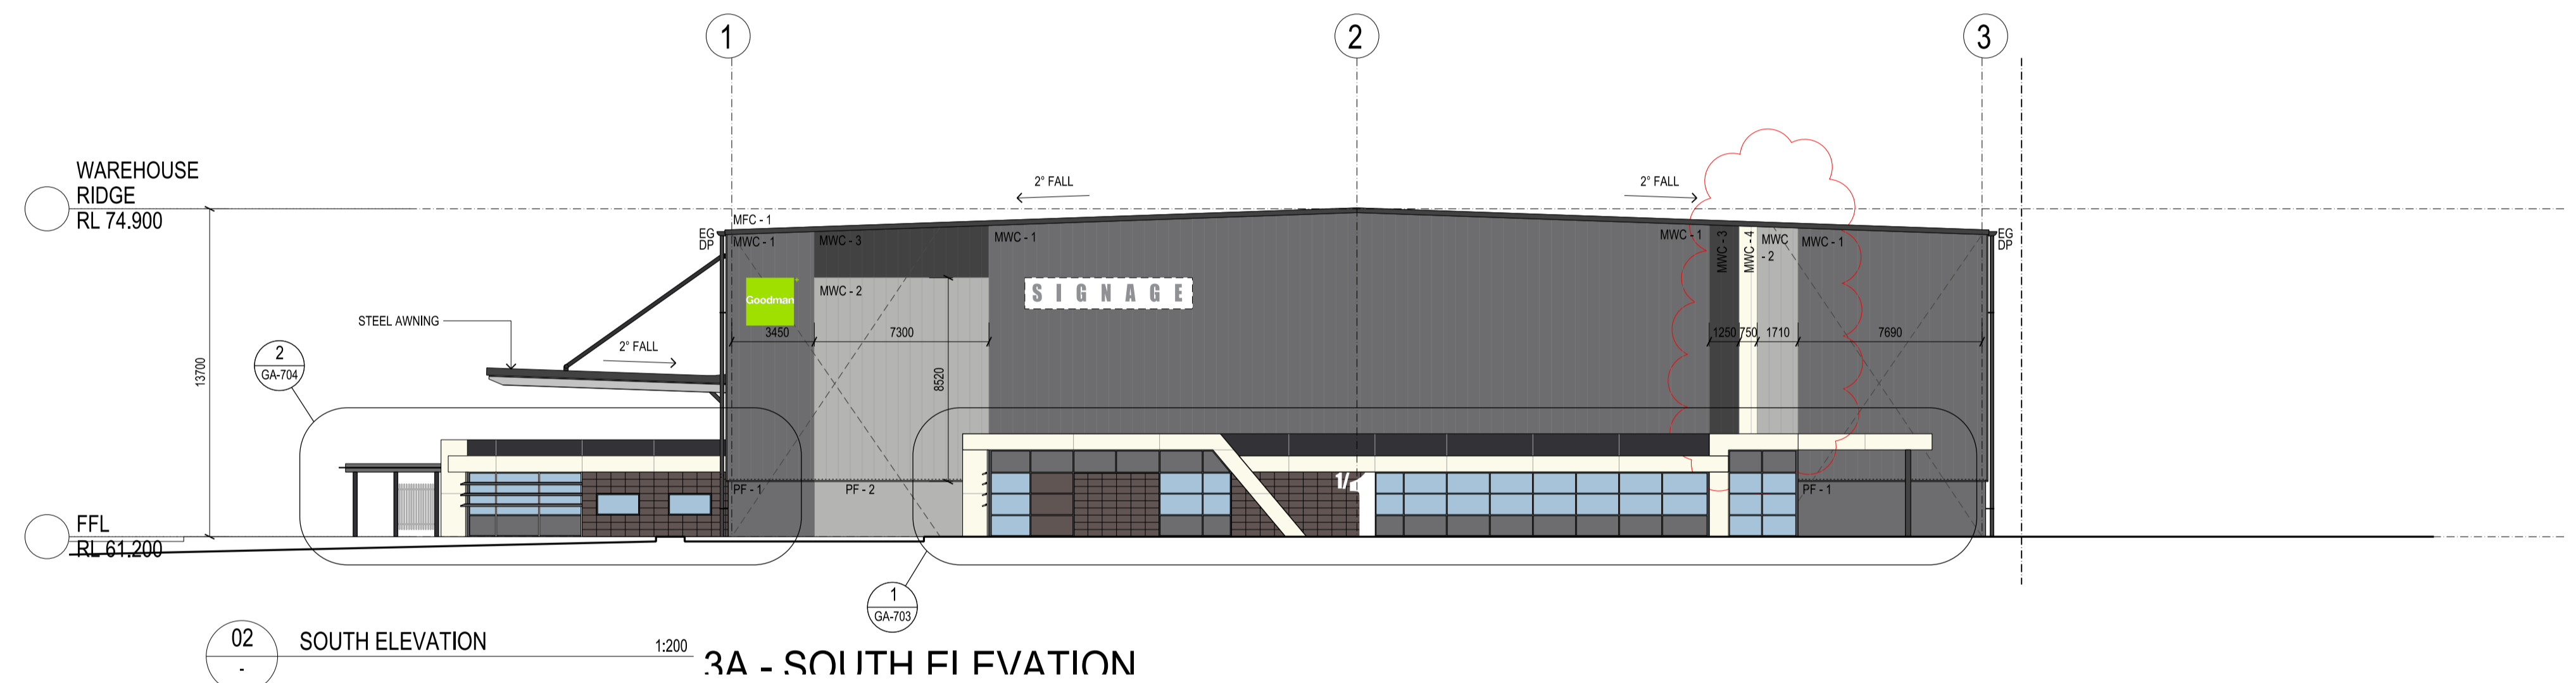 1
2
3
WAREHOUSE
RIDGE
RL 74.900
2° FALL
2° FALL
MFC - 1
EG
DP
MWC - 1
MWC - 3
MWC - 1
MWC - 1
MWC - 3
MWC - 4
MWC
- 2
MWC - 1
EG
DP
Goodman
MWC - 2
SIGNAGE
STEEL AWNING
2° FALL
3450
7300
1250
750
1710
7690
13700
8520
2
GA-704
PF - 1
PF - 2
PF - 1
FFL
RL 61.200
1
GA-703
02
-
SOUTH ELEVATION
1:200
3A - SOUTH ELEVATION